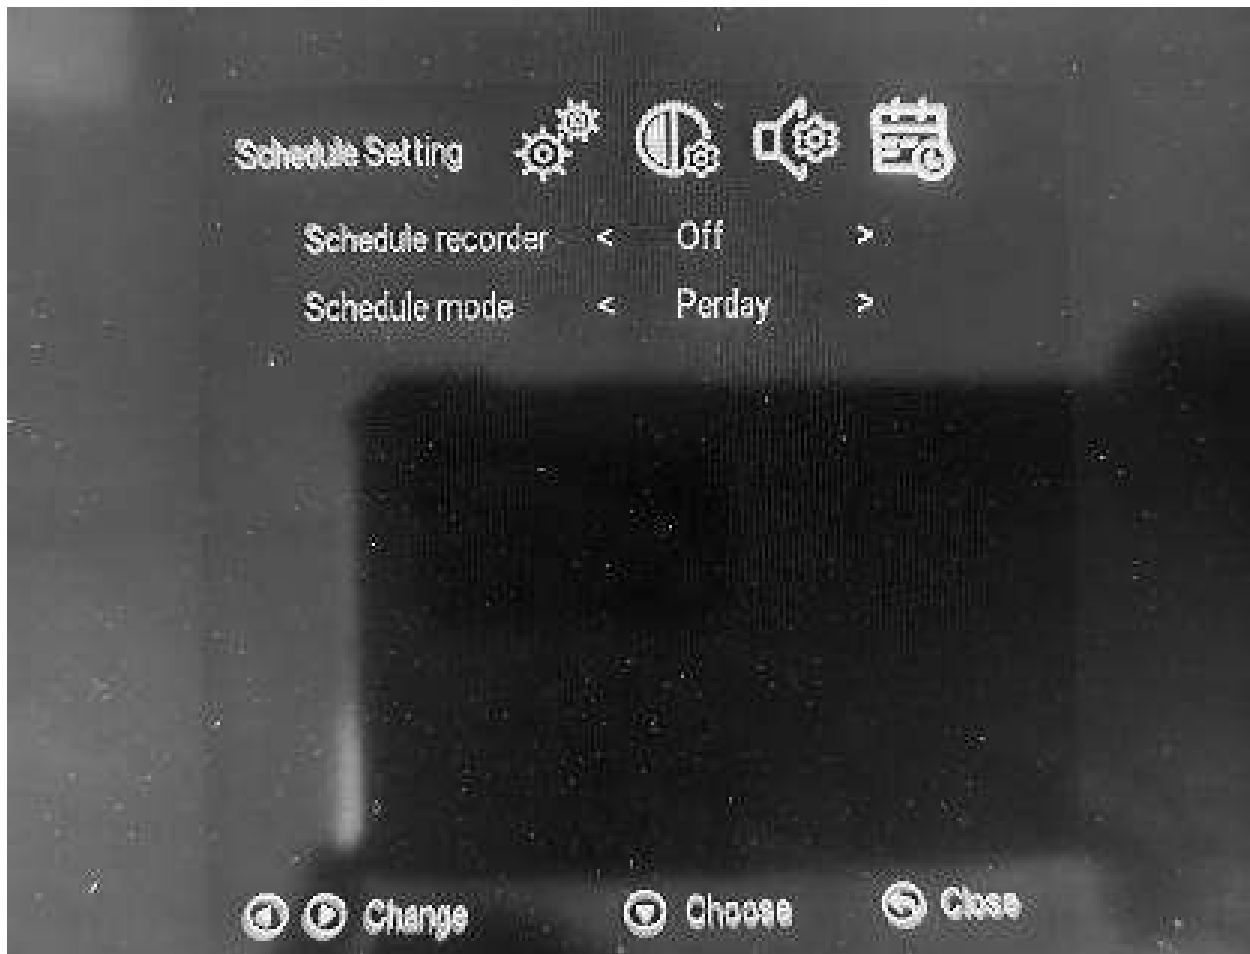 Schedule Setting
Schedule recorder < Off >
Schedule mode < Perday >
Change Choose Close